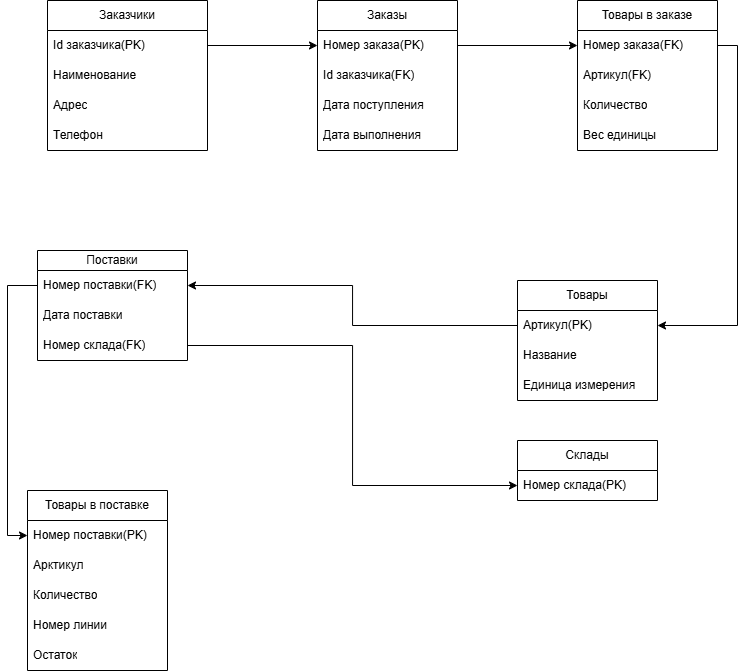 Заказчики
Id заказчика(PK)
Наименование
Адрес
Телефон
Заказы
Номер заказа(PK)
Id заказчика(FK)
Дата поступления
Дата выполнения
Товары в заказе
Номер заказа(FK)
Артикул(FK)
Количество
Вес единицы
Поставки
Номер поставки(FK)
Дата поставки
Номер склада(FK)
Товары
Артикул(PK)
Название
Единица измерения
Склады
Номер склада(PK)
Товары в поставке
Номер поставки(PK)
Арктикул
Количество
Номер линии
Остаток